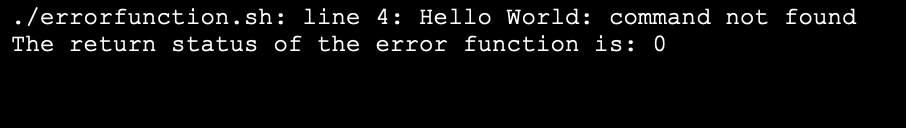 ./errorfunction.sh: line 4: Hello World: command not found
The return status of the error function is: 0